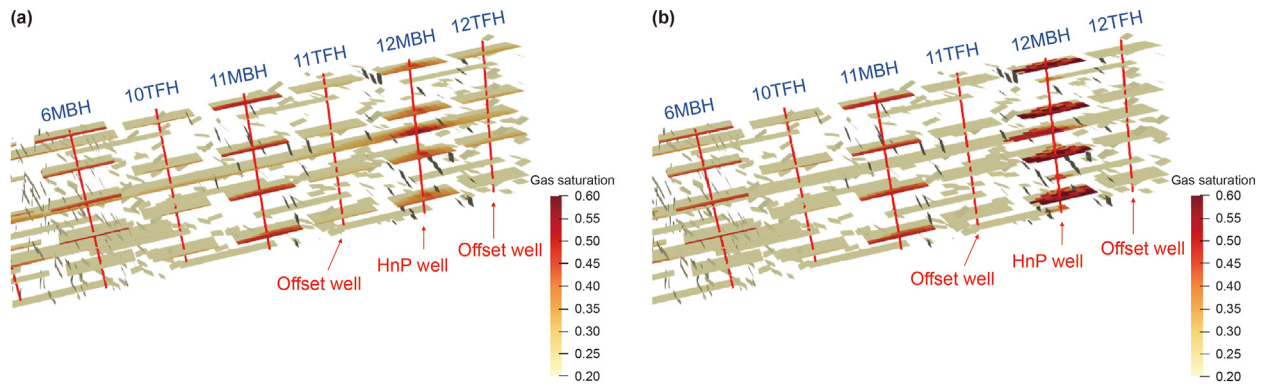 (a)
6MBH
10TFH
11MBH
11TFH
12MBH
12TFH
Offset well
HnP well
Offset well
Gas saturation
0.60
0.55
0.50
0.45
0.40
0.35
0.30
0.25
0.20
(b)
6MBH
10TFH
11MBH
11TFH
12MBH
12TFH
Offset well
HnP well
Offset well
Gas saturation
0.60
0.55
0.50
0.45
0.40
0.35
0.30
0.25
0.20